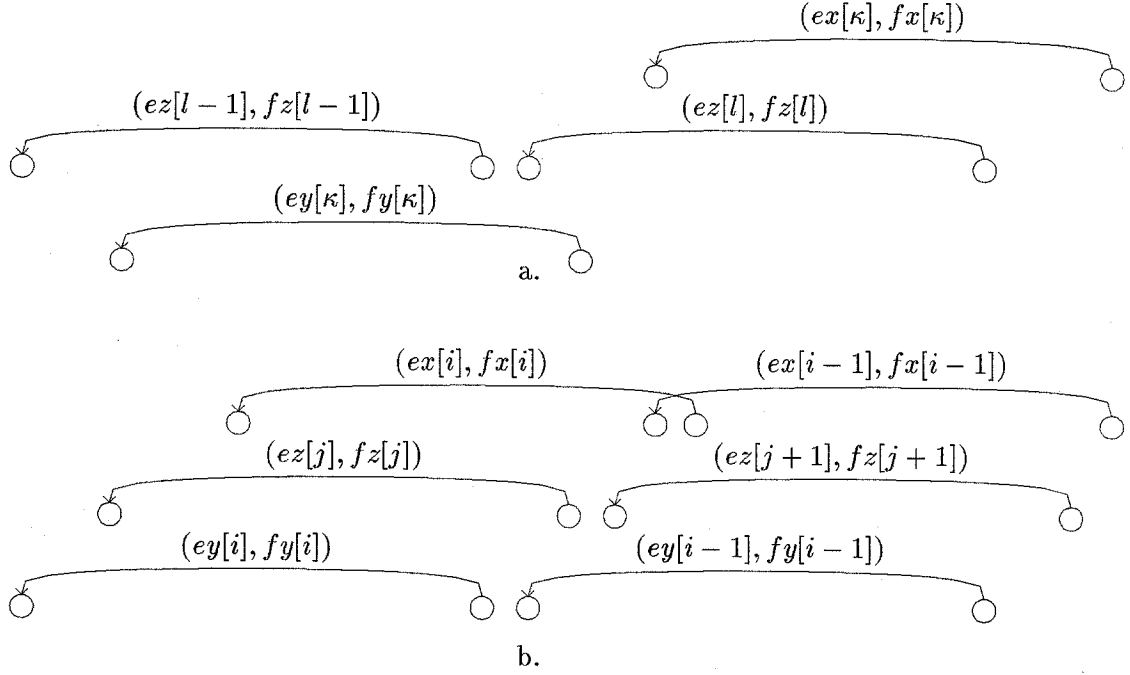 (ex[κ], fx[κ])
(ez[l − 1], fz[l − 1])
(ez[l], fz[l])
(ey[κ], fy[κ])
a.
(ex[i], fx[i])
(ex[i − 1], fx[i − 1])
(ez[j], fz[j])
(ez[j + 1], fz[j + 1])
(ey[i], fy[i])
(ey[i − 1], fy[i − 1])
b.